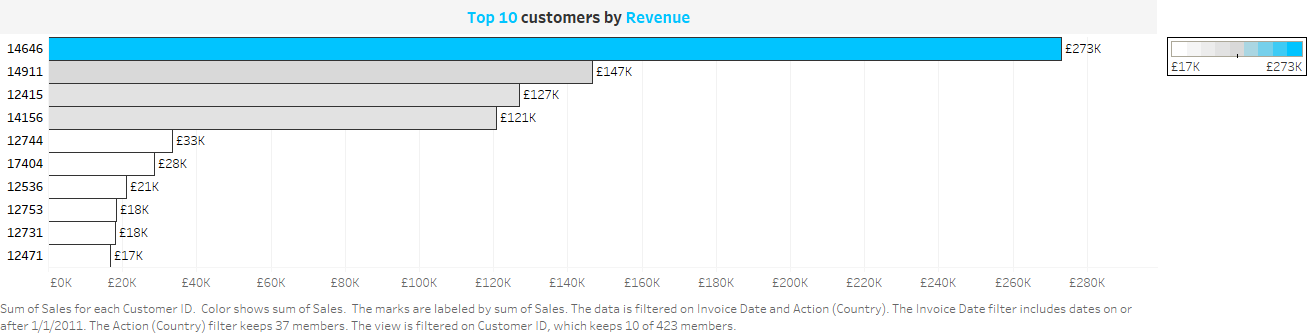 Top 10 customers by Revenue
14646 £273K
14911 £147K
12415 £127K
14156 £121K
12744 £33K
17404 £28K
12536 £21K
12753 £18K
12731 £18K
12471 £17K
£0K £20K £40K £60K £80K £100K £120K £140K £160K £180K £200K £220K £240K £260K £280K
£17K £273K
Sum of Sales for each Customer ID. Color shows sum of Sales. The marks are labeled by sum of Sales. The data is filtered on Invoice Date and Action (Country). The Invoice Date filter includes dates on or
after 1/1/2011. The Action (Country) filter keeps 37 members. The view is filtered on Customer ID, which keeps 10 of 423 members.